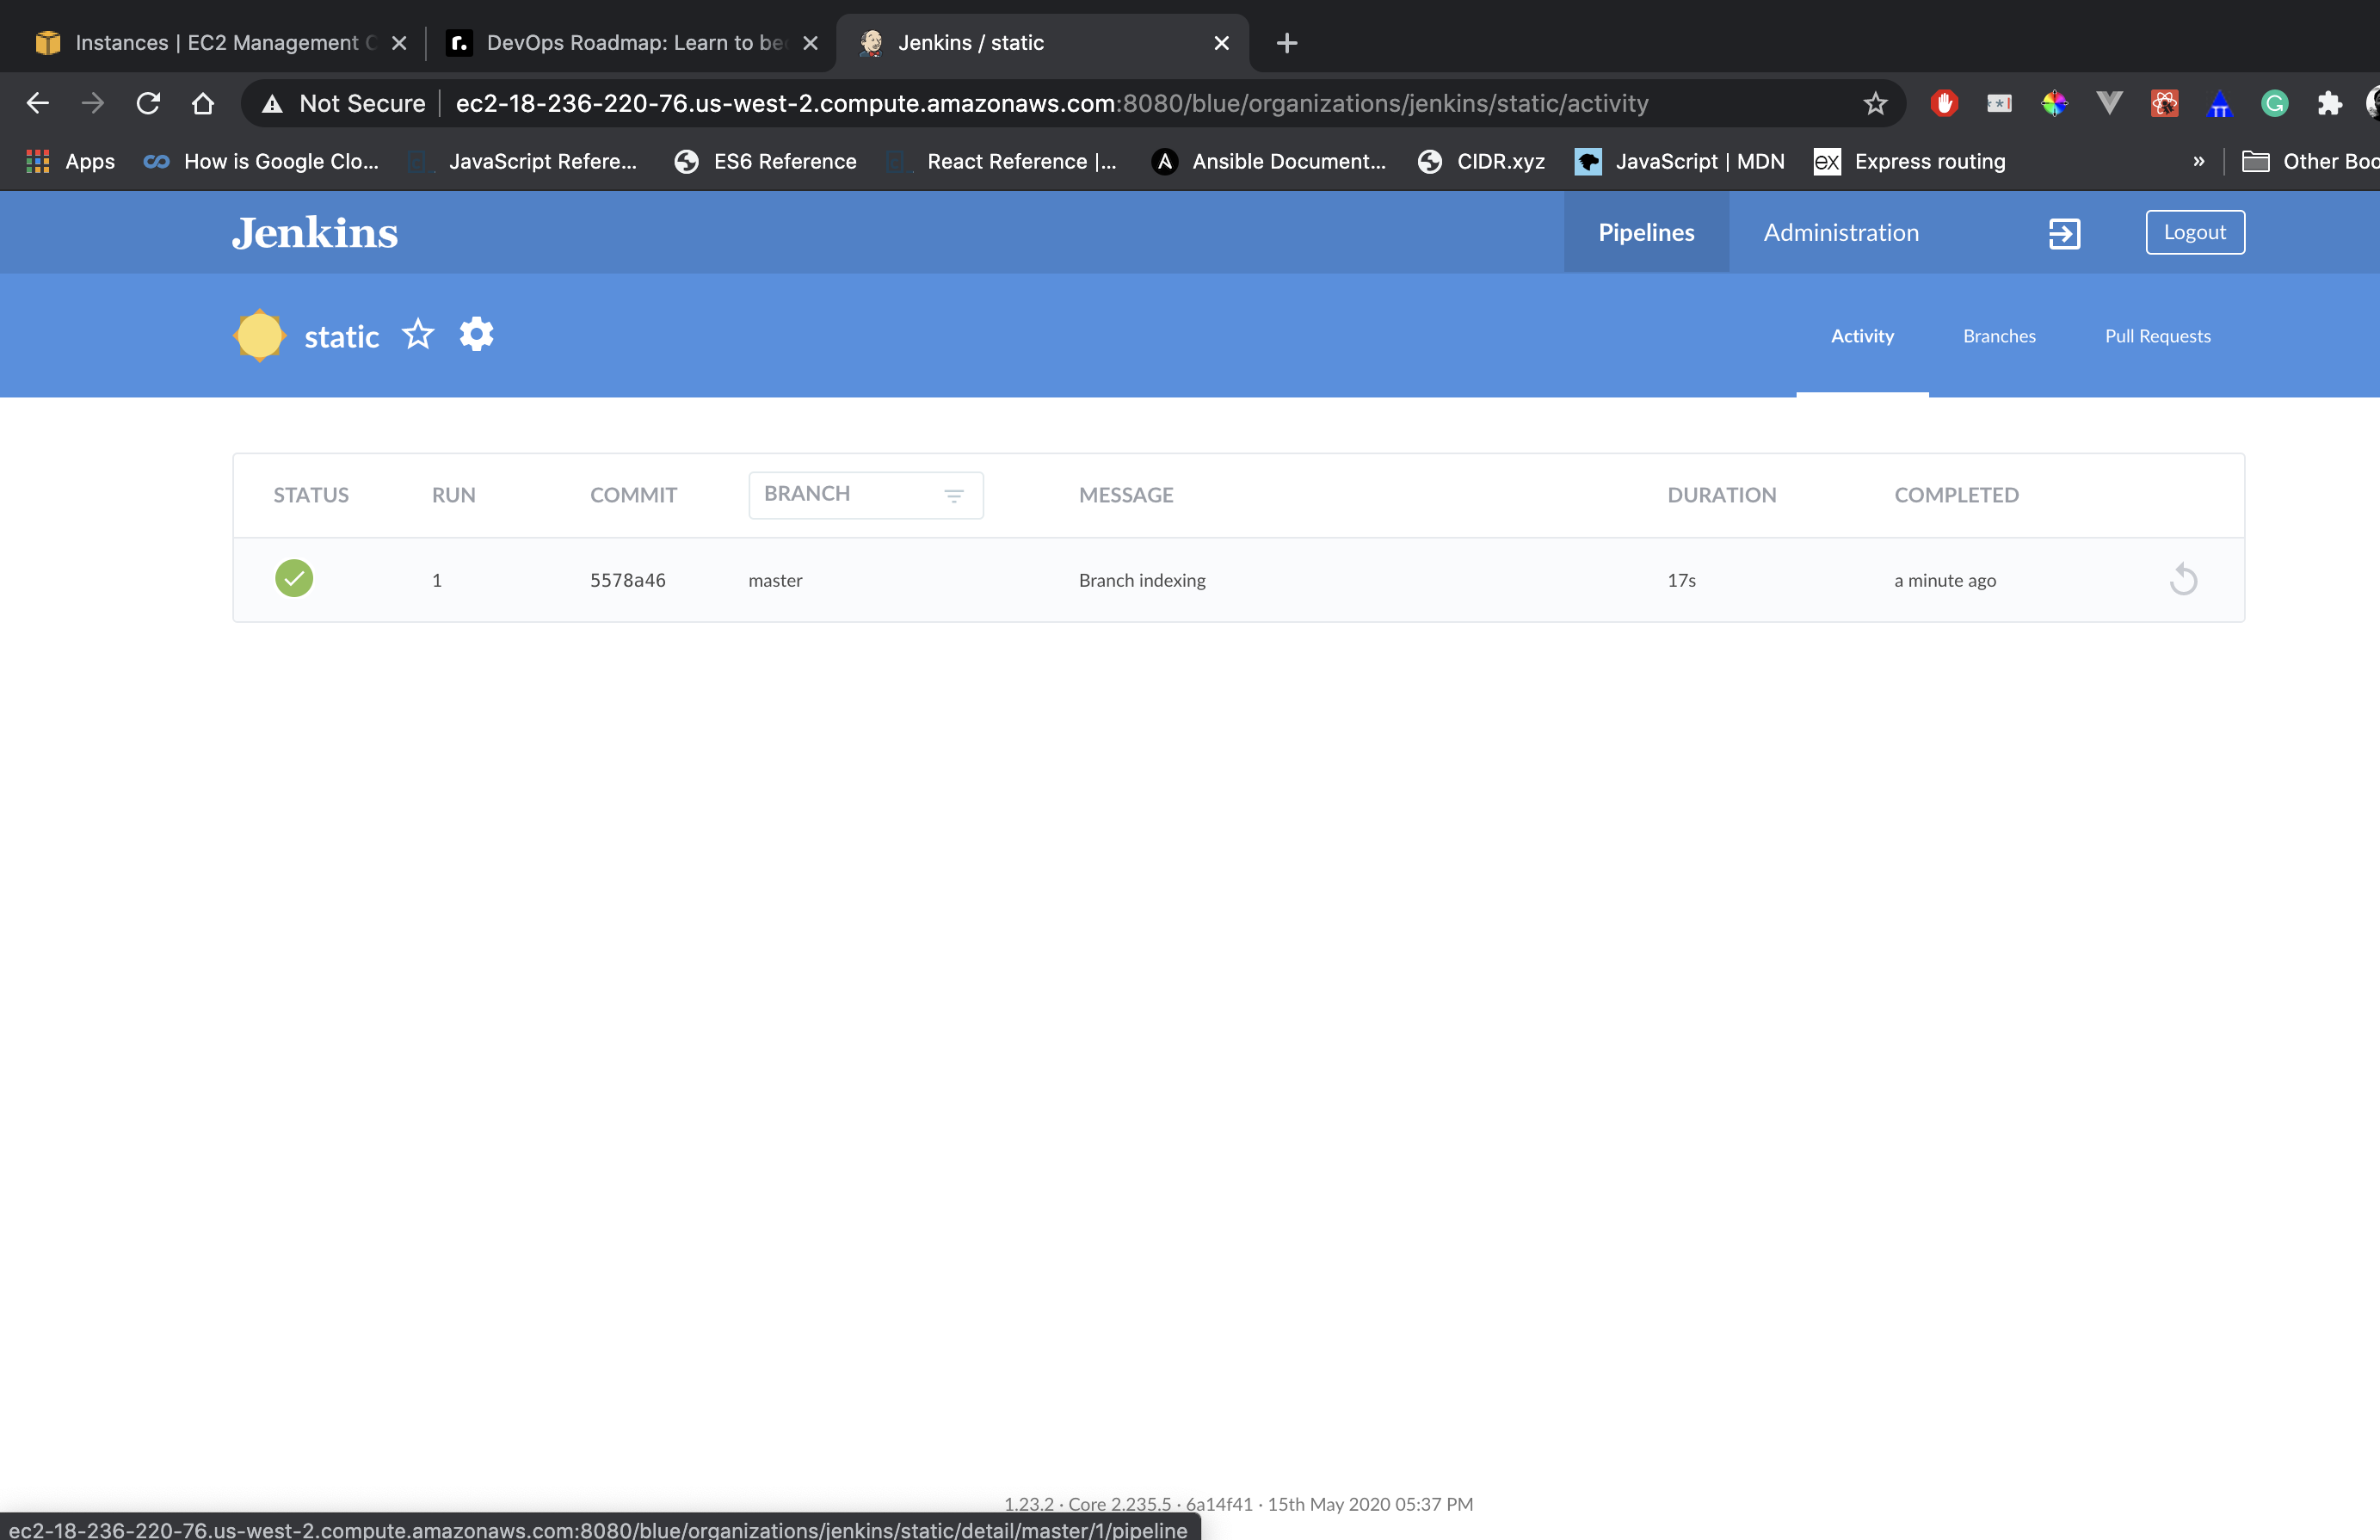 Instances | EC2 Management C
DevOps Roadmap: Learn to be
Jenkins / static
Not Secure
ec2-18-236-220-76.us-west-2.compute.amazonaws.com:8080/blue/organizations/jenkins/static/activity
Apps
How is Google Clo...
JavaScript Refere...
ES6 Reference
React Reference |...
Ansible Document...
CIDR.xyz
JavaScript | MDN
ex
Express routing
»
Other Boo
Jenkins
Pipelines
Administration
Logout
static
Activity
Branches
Pull Requests
STATUS RUN COMMIT BRANCH MESSAGE DURATION COMPLETED
1 5578a46 master Branch indexing 17s a minute ago
1.23.2 · Core 2.235.5 · 6a14f41 · 15th May 2020 05:37 PM
ec2-18-236-220-76.us-west-2.compute.amazonaws.com:8080/blue/organizations/jenkins/static/detail/master/1/pipeline